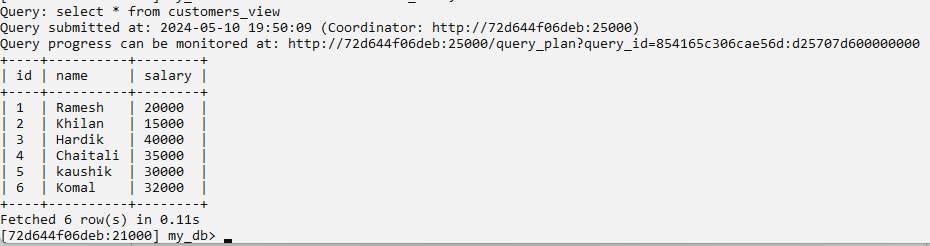 Query: select * from customers_view
Query submitted at: 2024-05-10 19:50:09 (Coordinator: http://72d644f06deb:25000)
Query progress can be monitored at: http://72d644f06deb:25000/query_plan?query_id=854165c306cae56d:d25707d600000000
+----+----------+--------+
| id | name     | salary |
+----+----------+--------+
| 1  | Ramesh   | 20000  |
| 2  | Khilan   | 15000  |
| 3  | Hardik   | 40000  |
| 4  | Chaitali | 35000  |
| 5  | kaushik  | 30000  |
| 6  | Komal    | 32000  |
+----+----------+--------+
Fetched 6 row(s) in 0.11s
[72d644f06deb:21000] my_db>